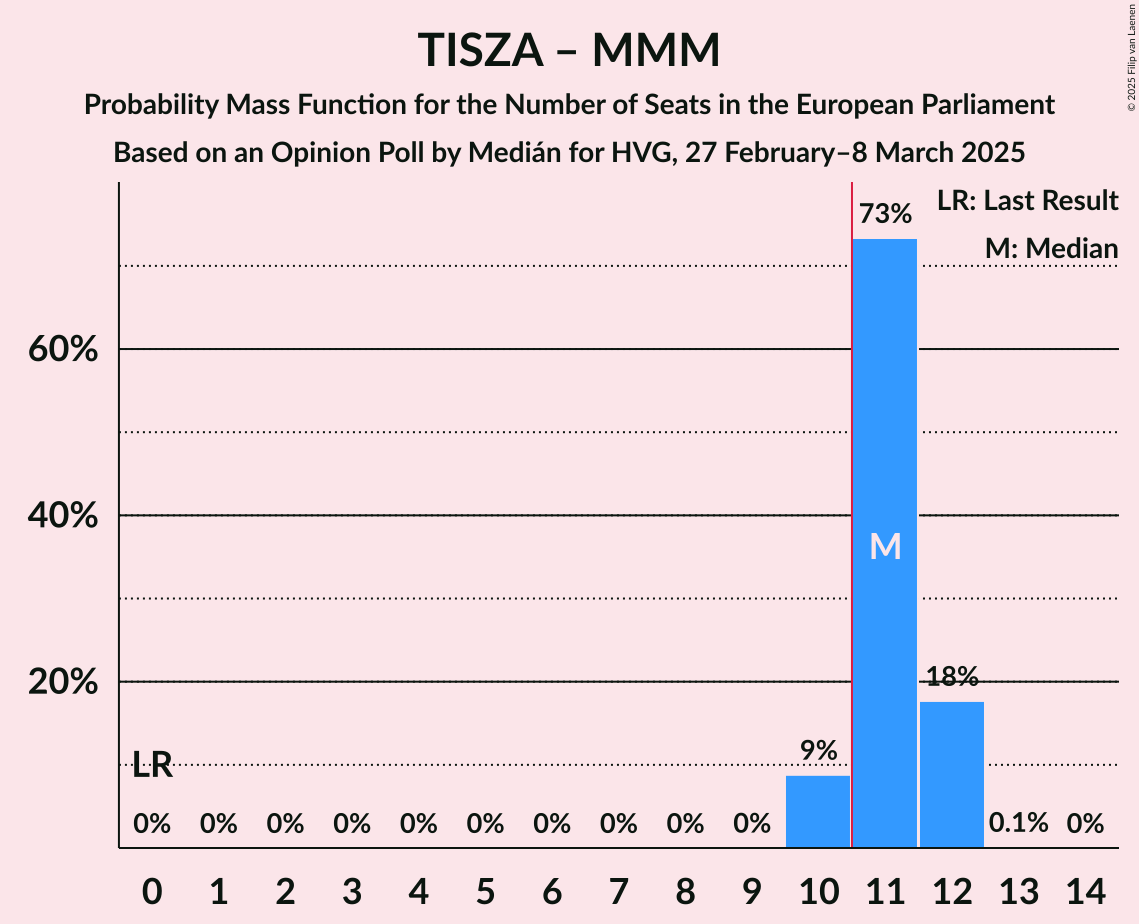 TISZA – MMM
Probability Mass Function for the Number of Seats in the European Parliament
Based on an Opinion Poll by Medián for HVG, 27 February–8 March 2025
© 2025 Filip van Laenen
LR: Last Result
M: Median
73%
60%
40%
M
20%
18%
9%
LR
0% 0% 0% 0% 0% 0% 0% 0% 0% 0% 0.1% 0%
0 1 2 3 4 5 6 7 8 9 10 11 12 13 14